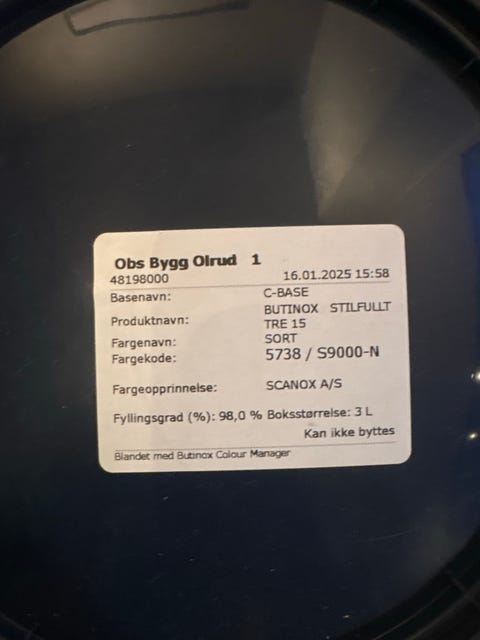 Obs Bygg Olrud 1
48198000 16.01.2025 15:58
Basenavn: C-BASE
Produktnavn: BUTINOX STILFULLT
TRE 15
Fargenavn: SORT
Fargekode: 5738 / S9000-N
Fargeopprinnelse: SCANOX A/S
Fyllingsgrad (%): 98,0 % Boksstørrelse: 3 L
Kan ikke byttes
Blandet med Butinox Colour Manager